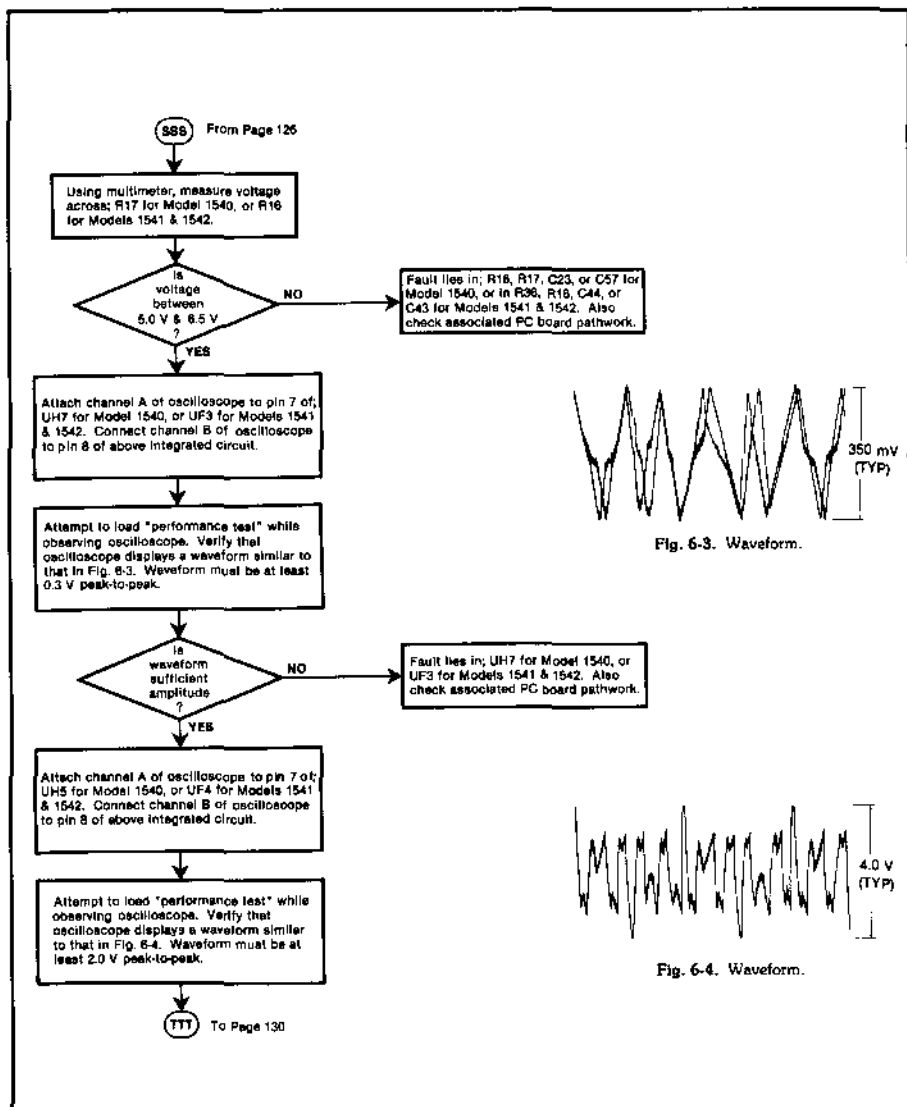 SSS From Page 126
Using multimeter, measure voltage
across; R17 for Model 1540, or R16
for Models 1541 & 1542.
Is
voltage
between
5.0 V & 6.5 V
?
NO
Fault lies in; R18, R17, C23, or C57 for
Model 1540, or in R36, R16, C44, or
C43 for Models 1541 & 1542. Also
check associated PC board pathwork.
YES
Attach channel A of oscilloscope to pin 7 of;
UH7 for Model 1540, or UF3 for Models 1541
& 1542. Connect channel B of oscilloscope
to pin 8 of above integrated circuit.
350 mV
(TYP)
Fig. 6-3. Waveform.
Attempt to load "performance test" while
observing oscilloscope. Verify that
oscilloscope displays a waveform similar to
that in Fig. 6-3. Waveform must be at least
0.3 V peak-to-peak.
Is
waveform
sufficient
amplitude
?
NO
Fault lies in; UH7 for Model 1540, or
UF3 for Models 1541 & 1542. Also
check associated PC board pathwork.
YES
Attach channel A of oscilloscope to pin 7 of;
UH5 for Model 1540, or UF4 for Models 1541
& 1542. Connect channel B of oscilloscope
to pin 8 of above integrated circuit.
4.0 V
(TYP)
Fig. 6-4. Waveform.
Attempt to load "performance test" while
observing oscilloscope. Verify that
oscilloscope displays a waveform similar
to that in Fig. 6-4. Waveform must be at
least 2.0 V peak-to-peak.
TTT To Page 130